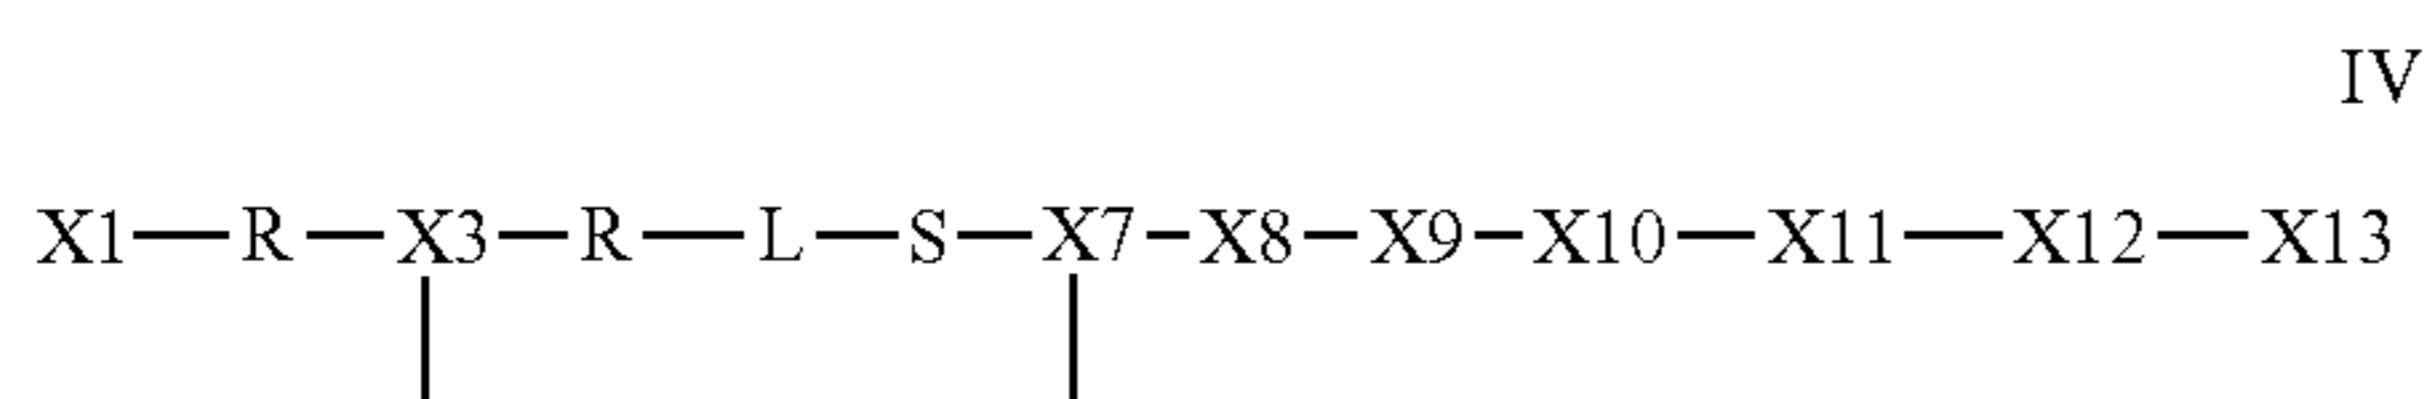 IV
X1—R—X3—R—L—S—X7—X8—X9—X10—X11—X12—X13